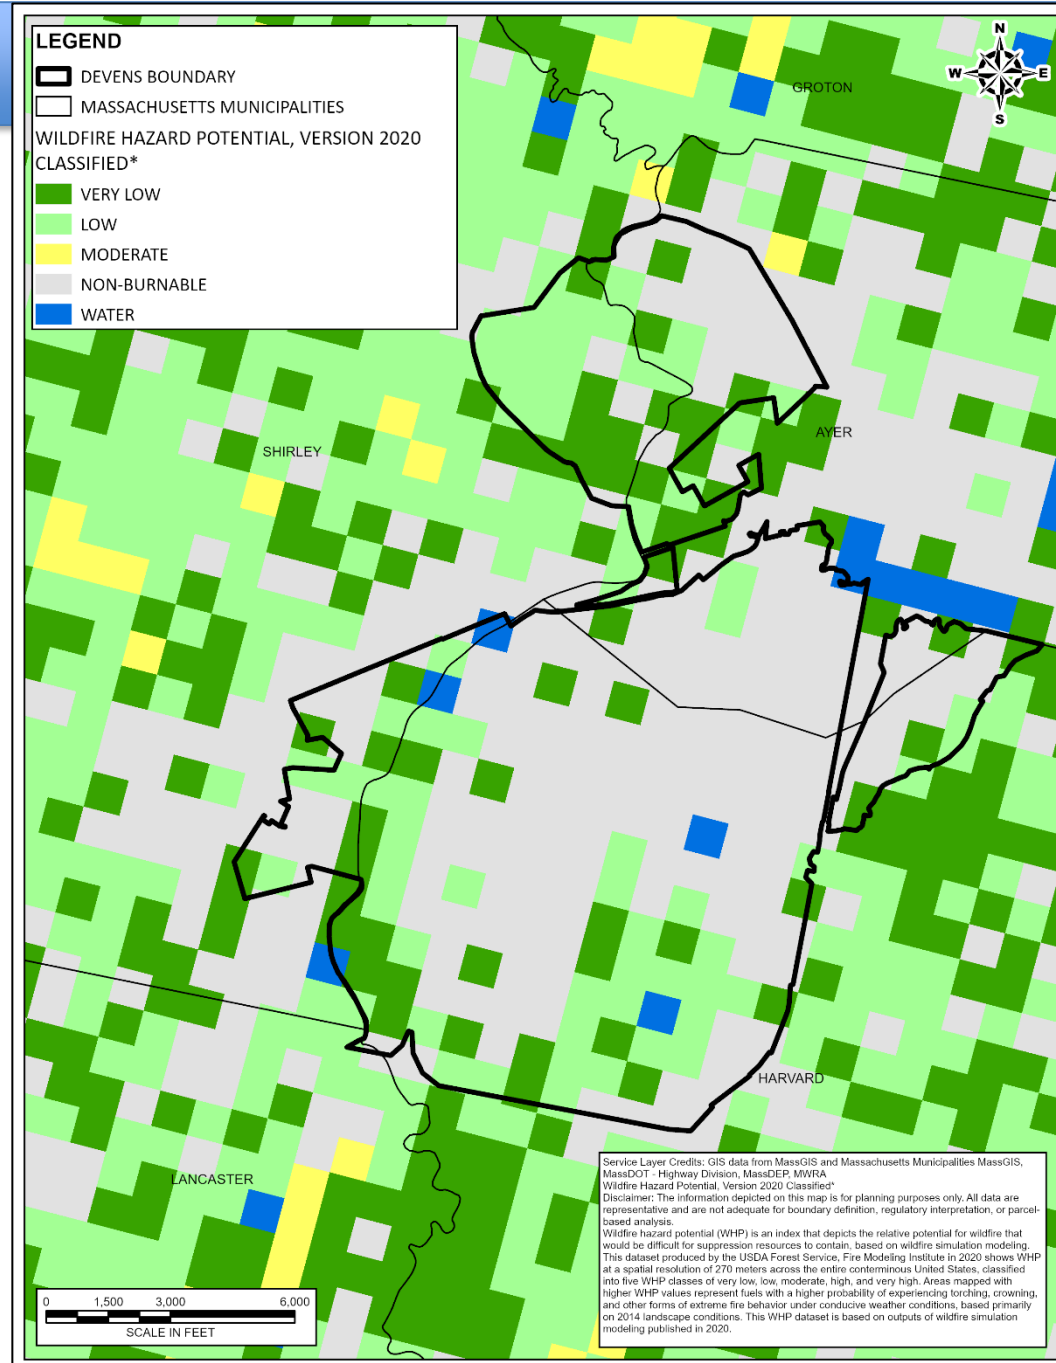 LEGEND
DEVENS BOUNDARY
MASSACHUSETTS MUNICIPALITIES
WILDFIRE HAZARD POTENTIAL, VERSION 2020
CLASSIFIED*
VERY LOW
LOW
MODERATE
NON-BURNABLE
WATER
N
W E
S
GROTON
AYER
SHIRLEY
HARVARD
LANCASTER
0 1,500 3,000 6,000
SCALE IN FEET
Service Layer Credits: GIS data from MassGIS and Massachusetts Municipalities MassGIS,
MassDOT - Highway Division, MassDEP, MWRA
Wildfire Hazard Potential, Version 2020 Classified*
Disclaimer: The information depicted on this map is for planning purposes only. All data are
representative and are not adequate for boundary definition, regulatory interpretation, or parcel-
based analysis.
Wildfire hazard potential (WHP) is an index that depicts the relative potential for wildfire that
would be difficult for suppression resources to contain, based on wildfire simulation modeling.
This dataset produced by the USDA Forest Service, Fire Modeling Institute in 2020 shows WHP
at a spatial resolution of 270 meters across the entire conterminous United States, classified
into five WHP classes of very low, low, moderate, high, and very high. Areas mapped with
higher WHP values represent fuels with a higher probability of experiencing torching, crowning,
and other forms of extreme fire behavior under conducive weather conditions, based primarily
on 2014 landscape conditions. This WHP dataset is based on outputs of wildfire simulation
modeling published in 2020.